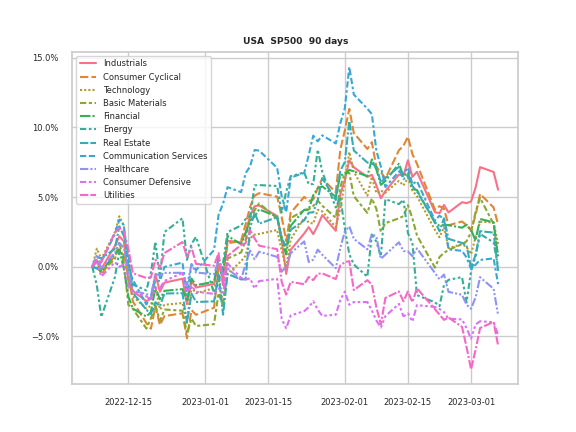 USA  SP500  90 days
15.0%
10.0%
5.0%
0.0%
−5.0%
Industrials
Consumer Cyclical
Technology
Basic Materials
Financial
Energy
Real Estate
Communication Services
Healthcare
Consumer Defensive
Utilities
2022-12-15
2023-01-01
2023-01-15
2023-02-01
2023-02-15
2023-03-01